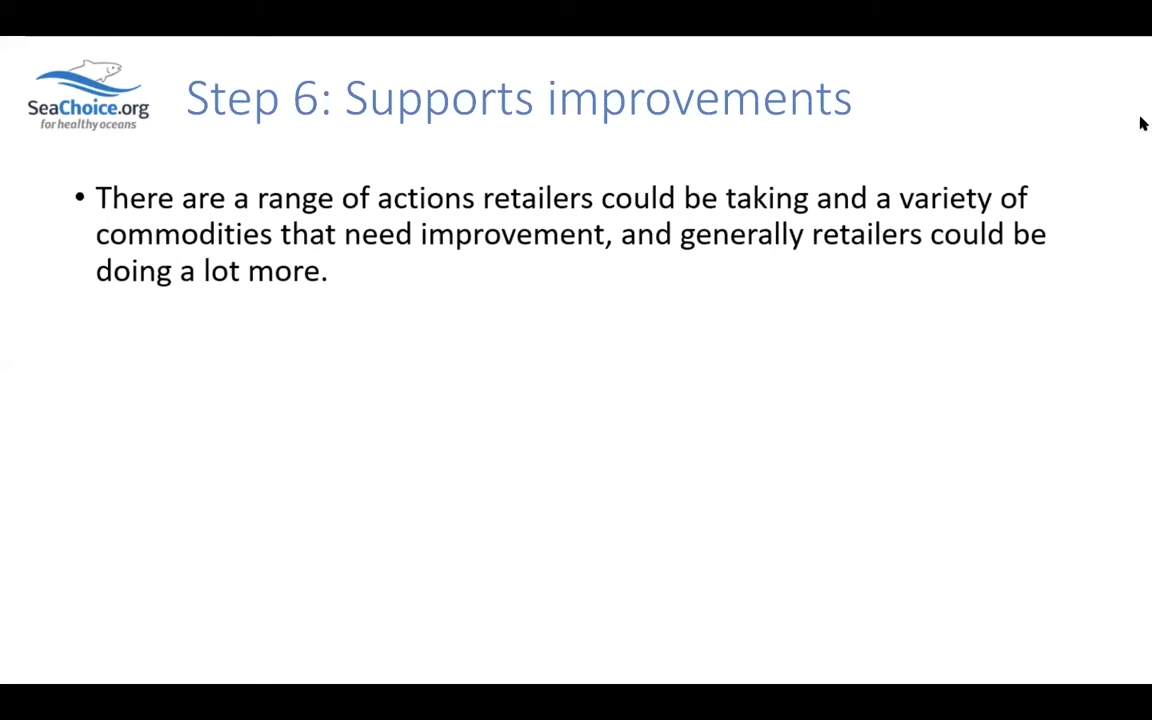 SeaChoice.org
for healthy oceans
Step 6: Supports improvements
• There are a range of actions retailers could be taking and a variety of
commodities that need improvement, and generally retailers could be
doing a lot more.